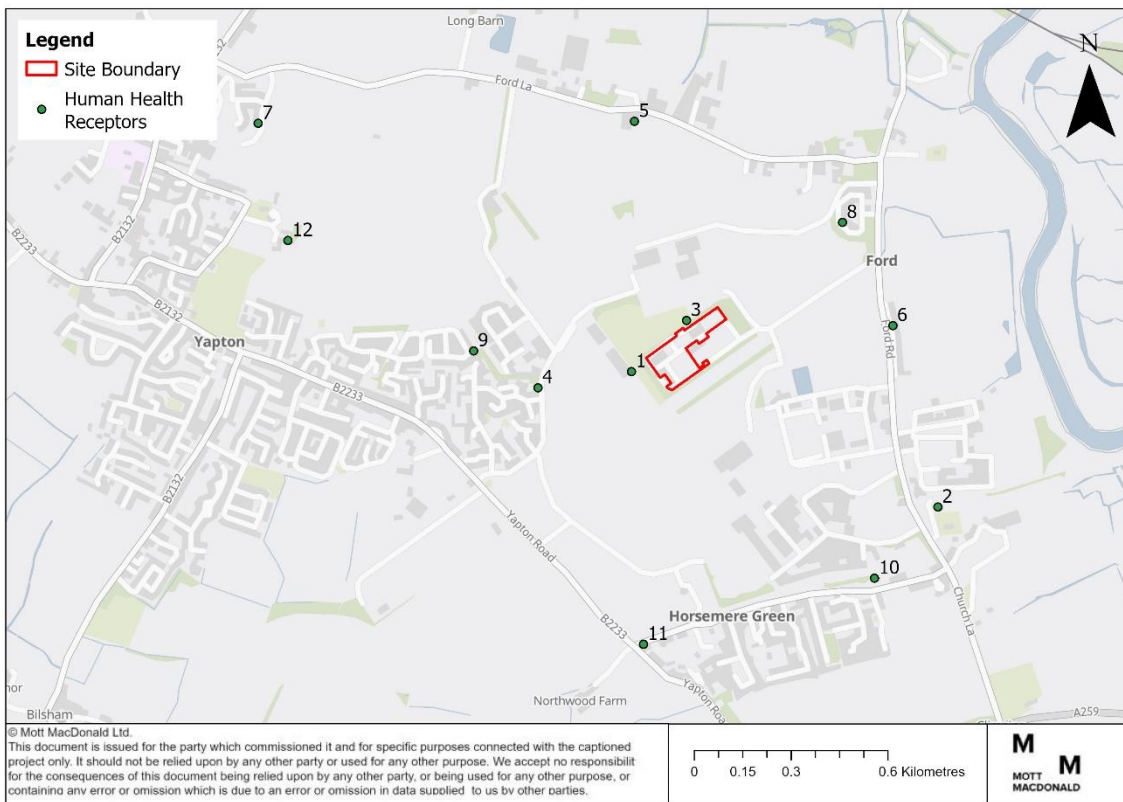 Legend
Site Boundary
Human Health
Receptors
Long Barn
Ford La
N
7
5
B2132
12
8
B2233
Ford
3
6
B2132
Yapton
9
1
Ford Rd
4
B2233
B2132
2
Yapton Road
10
Horsemere Green
Church La
B2233
11
Northwood Farm
Yapton Roa
nor
Bilsham
A259
© Mott MacDonald Ltd.
This document is issued for the party which commissioned it and for specific purposes connected with the captioned
project only. It should not be relied upon by any other party or used for any other purpose. We accept no responsibilit
for the consequences of this document being relied upon by any other party, or being used for any other purpose, or
containing any error or omission which is due to an error or omission in data supplied to us by other parties.
0 0.15 0.3 0.6 Kilometres
M
M
MOTT
MACDONALD